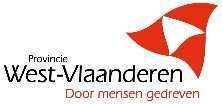 Provincie
West-Vlaanderen
Door mensen gedreven